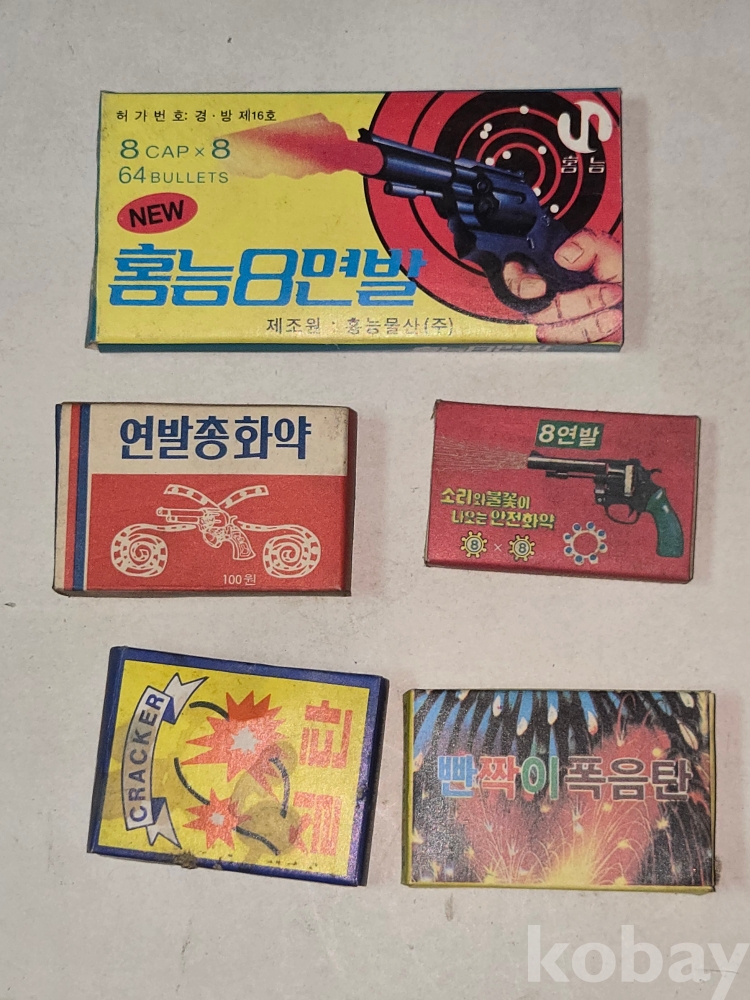 허가번호: 경·방 제16호
8 CAP × 8
64 BULLETS
NEW
홍능
홍능8연발
제조원 : 홍능물산(주)
연발총화약
100원
8연발
소리와불꽃이
나오는안전화약
8 × 8
CRACKER
빤짝이폭음탄
kobay